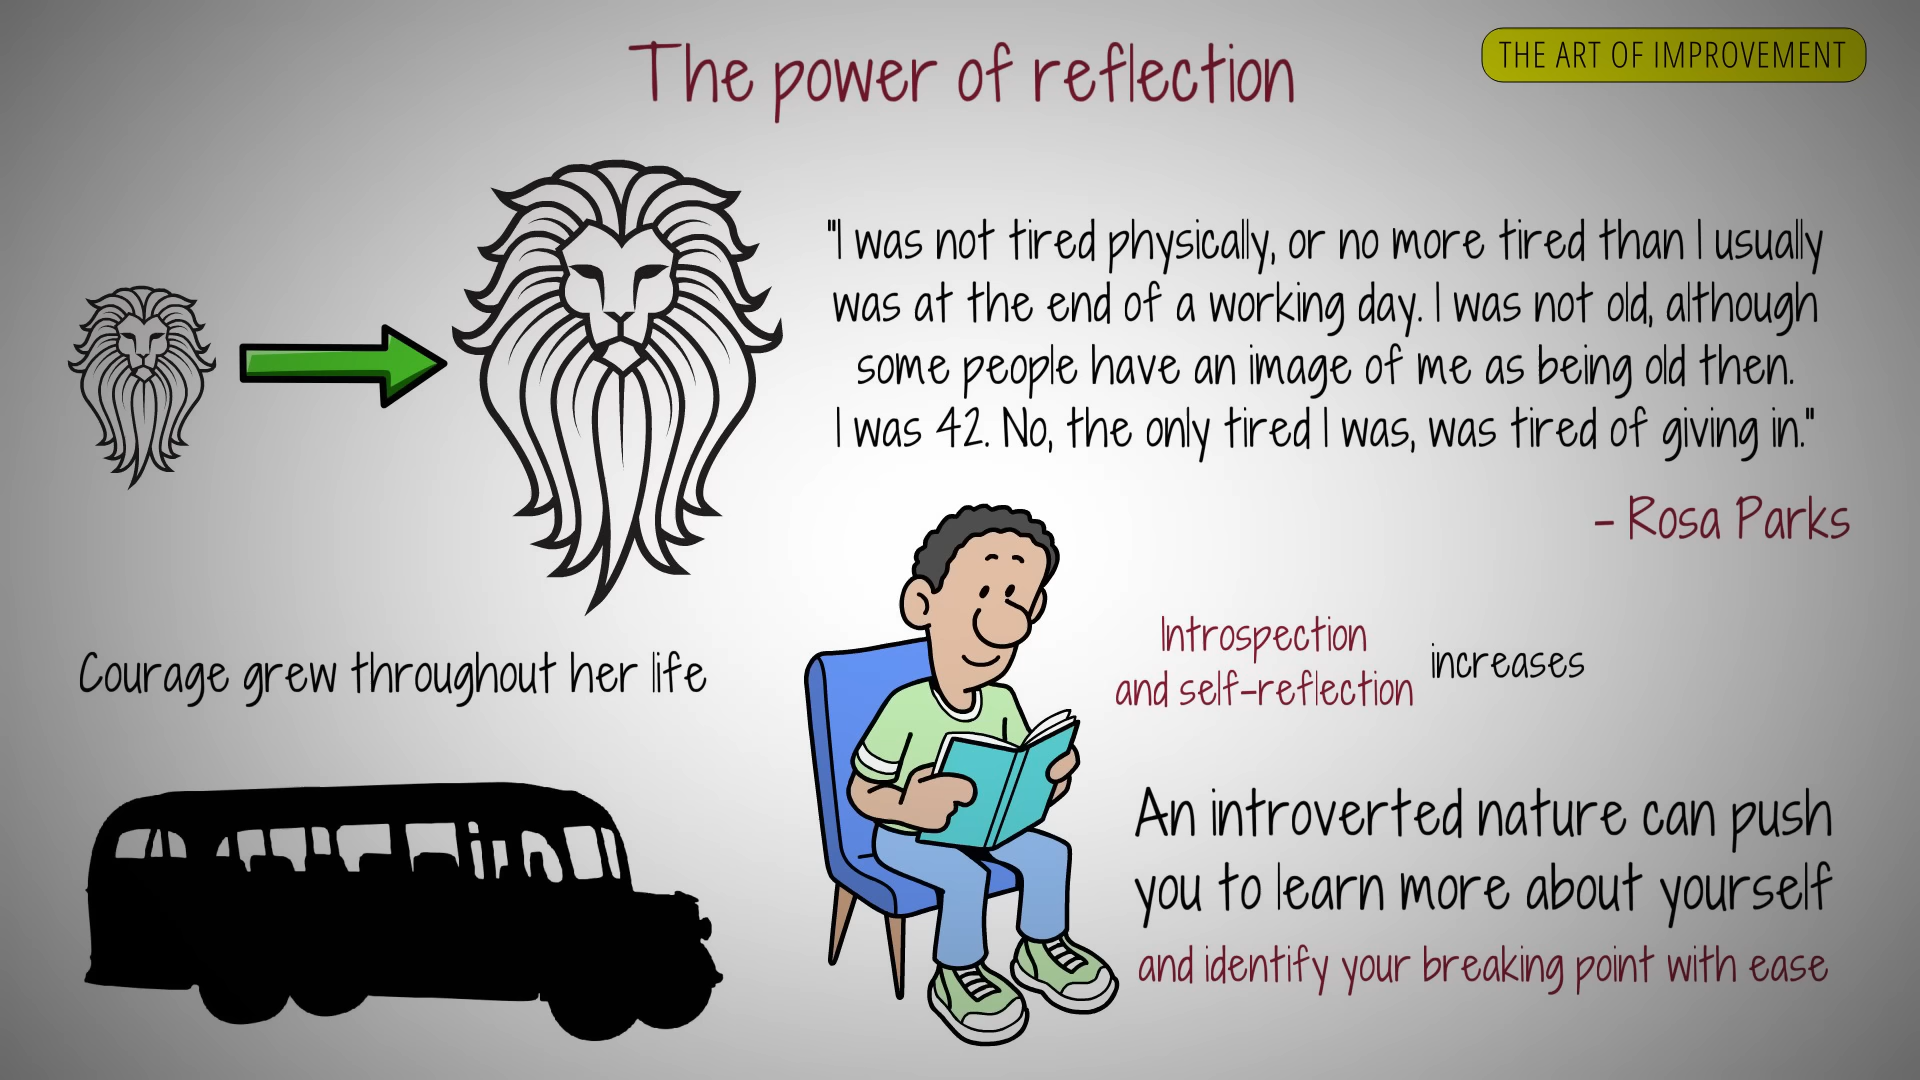 The power of reflection
THE ART OF IMPROVEMENT
"I was not tired physically, or no more tired than I usually
was at the end of a working day. I was not old, although
some people have an image of me as being old then.
I was 42. No, the only tired I was, was tired of giving in."
- Rosa Parks
Courage grew throughout her life
Introspection
and self-reflection
increases
An introverted nature can push
you to learn more about yourself
and identify your breaking point with ease